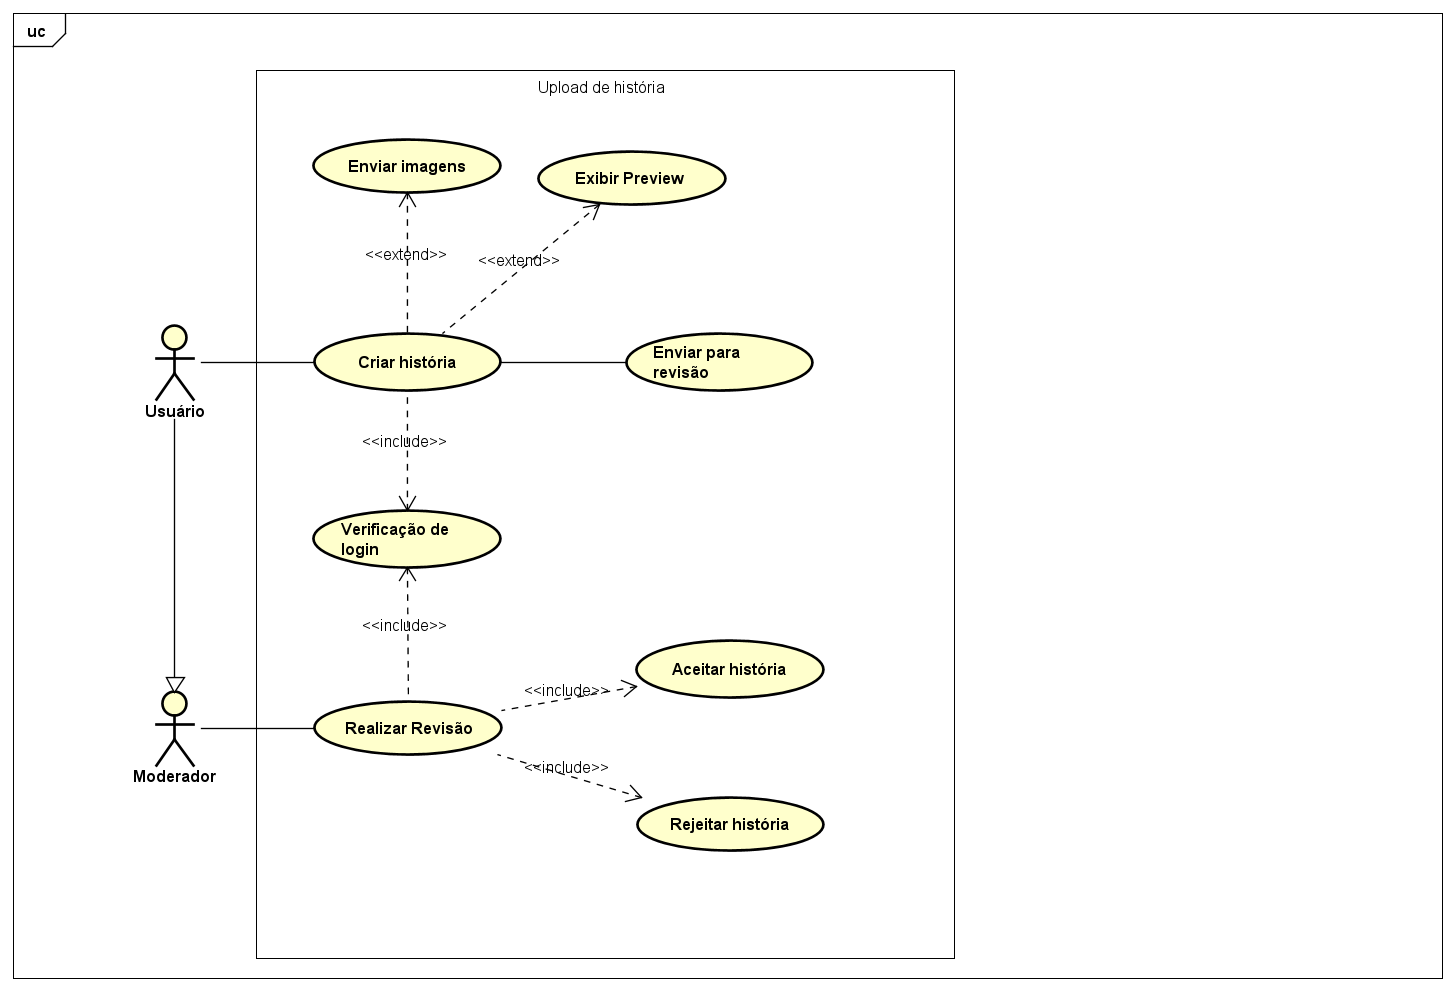 uc
Upload de história
Enviar imagens
Exibir Preview
<<extend>>
<<extend>>
Criar história
Enviar para
revisão
Usuário
<<include>>
Verificação de
login
<<include>>
Aceitar história
<<include>>
Realizar Revisão
Moderador
<<include>>
Rejeitar história